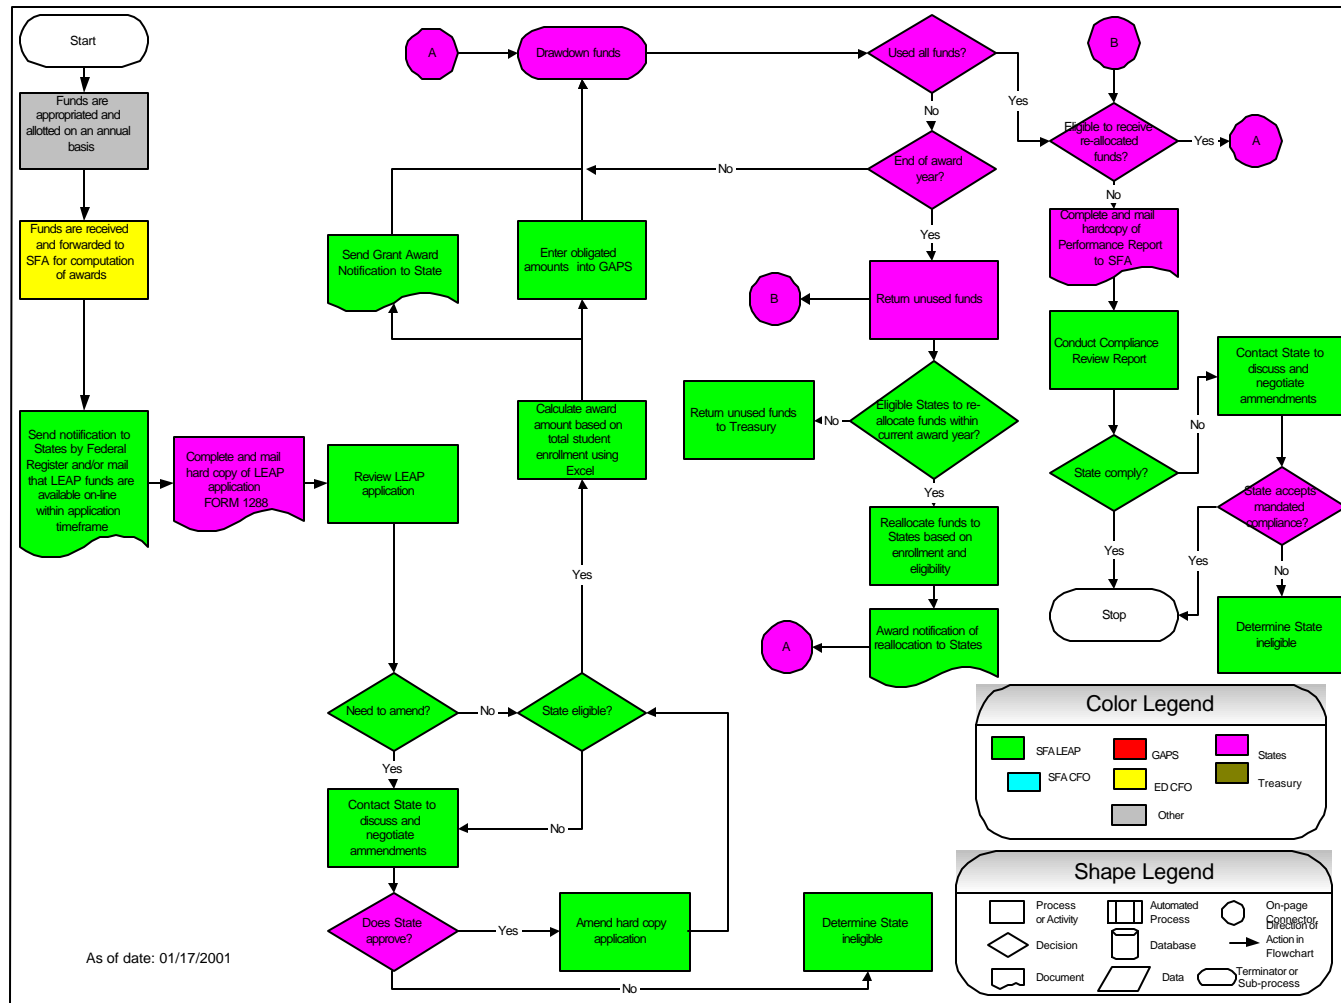 Start
Funds are
appropriated and
allotted on an annual
basis
Funds are received
and forwarded to
SFA for computation
of awards
Send notiification to
States by Federal
Register and/or mail
that LEAP funds are
available on-line
within application
timeframe
Complete and mail
hard copy of LEAP
application
FORM 1288
Review LEAP
application
Need to amend?
No
Yes
State eligible?
Yes
No
Contact State to
discuss and
negotiate
ammendments
Does State
approve?
Yes
No
Amend hard copy
application
Determine State
ineligible
Calculate award
amount based on
total student
enrollment using
Excel
Send Grant Award
Notification to State
Enter obligated
amounts into GAPS
A
Drawdown funds
Used all funds?
No
Yes
End of award
year?
No
Yes
Return unused funds
B
Eligible States to re-
allocate funds within
current award year?
No
Return unused funds
to Treasury
Yes
Reallocate funds to
States based on
enrollment and
eligibility
Award notification of
reallocation to States
A
B
Eligible to receive
re-allocated
funds?
Yes
A
No
Complete and mail
hardcopy of
Performance Report
to SFA
Conduct Compliance
Review Report
State comply?
No
Yes
Contact State to
discuss and
negotiate
ammendments
State accepts
mandated
compliance?
Yes
No
Stop
Determine State
ineligible
Color Legend
SFA LEAP
GAPS
States
SFA CFO
ED CFO
Treasury
Other
Shape Legend
Process
or Activity
Automated
Process
On-page
Connector
Decision
Database
Direction of
Action in
Flowchart
Document
Data
Terminator or
Sub-process
As of date: 01/17/2001